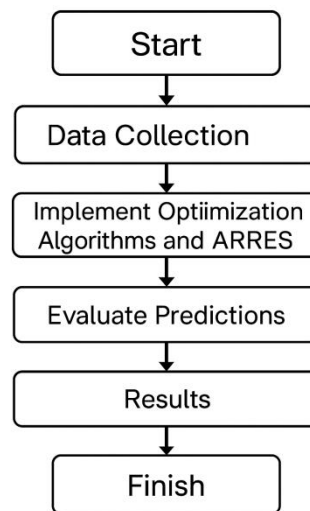 Start
Data Collection
Implement Optiimization
Algorithms and ARRES
Evaluate Predictions
Results
Finish